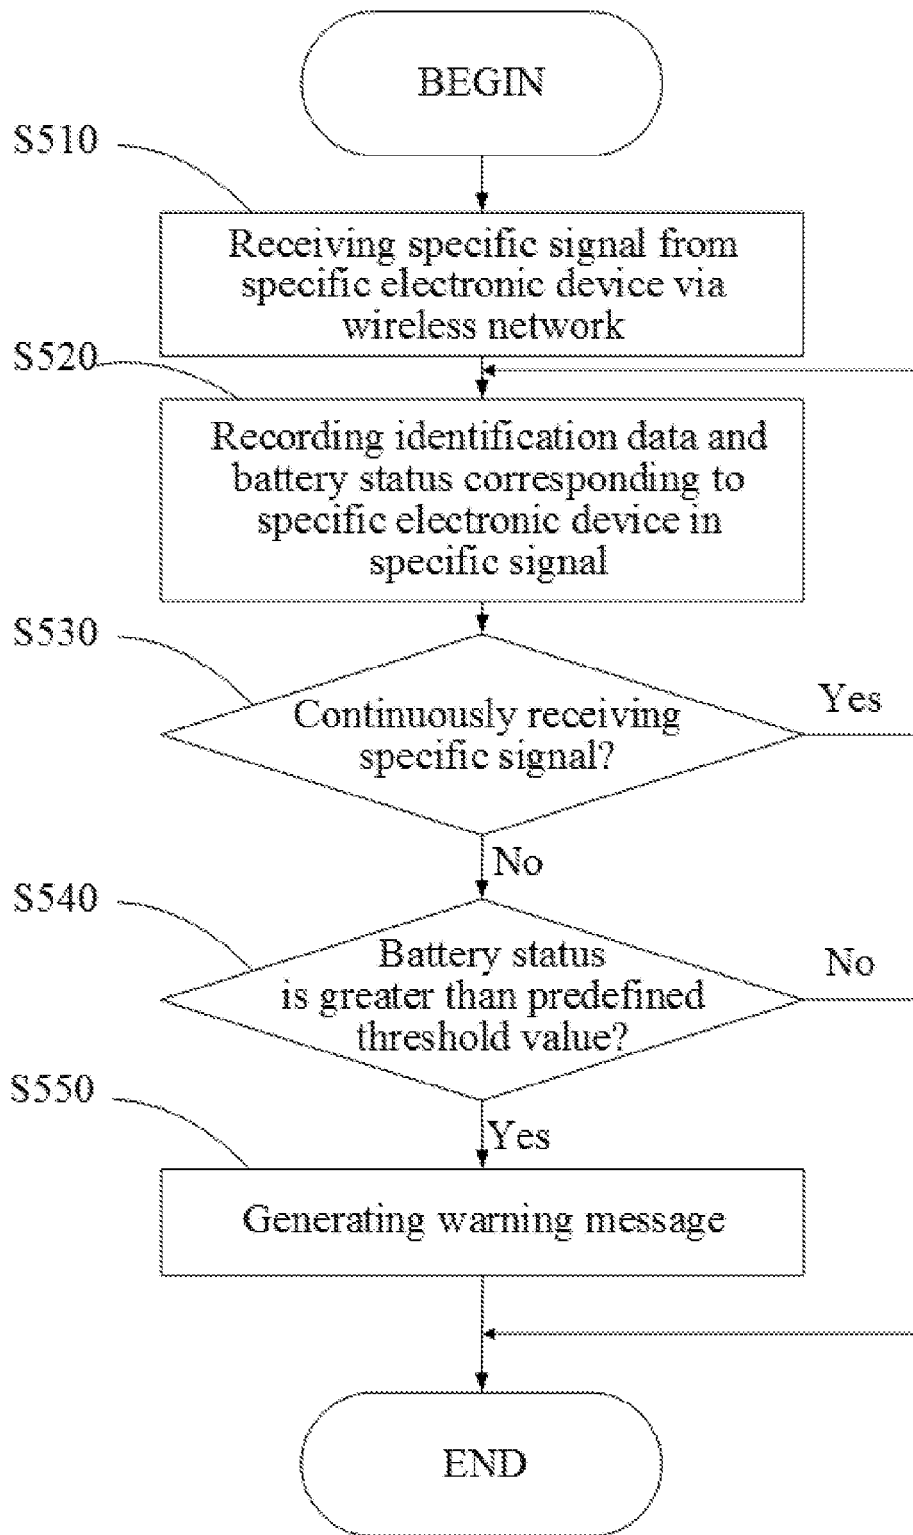 BEGIN
S510
Receiving specific signal from
specific electronic device via
wireless network
S520
Recording identification data and
battery status corresponding to
specific electronic device in
specific signal
S530
Continuously receiving
specific signal?
Yes
No
S540
Battery status
is greater than predefined
threshold value?
No
Yes
S550
Generating warning message
END